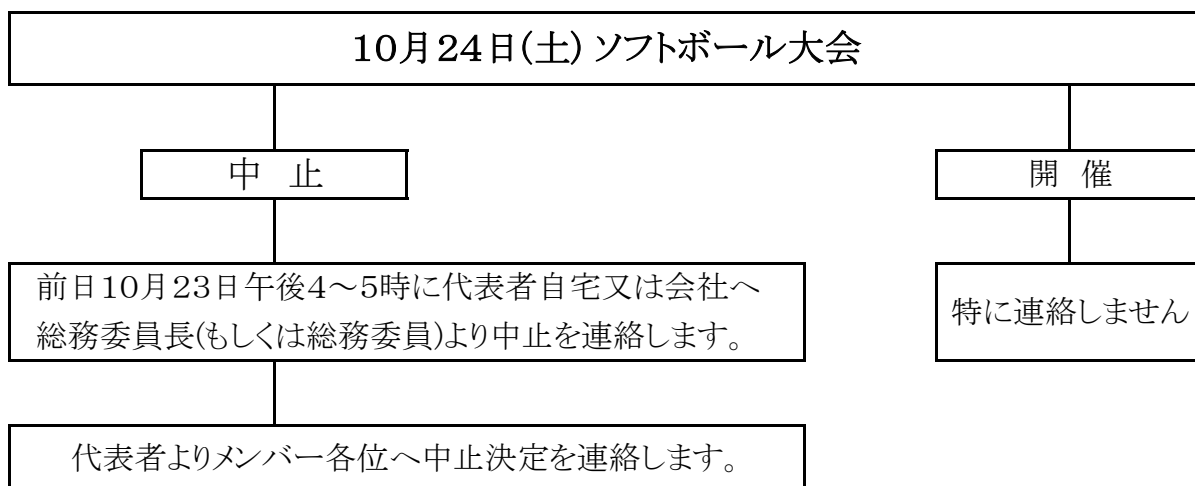 10月24日(土) ソフトボール大会
中 止
開 催
前日10月23日午後4～5時に代表者自宅又は会社へ
総務委員長(もしくは総務委員)より中止を連絡します。
特に連絡しません
代表者よりメンバー各位へ中止決定を連絡します。